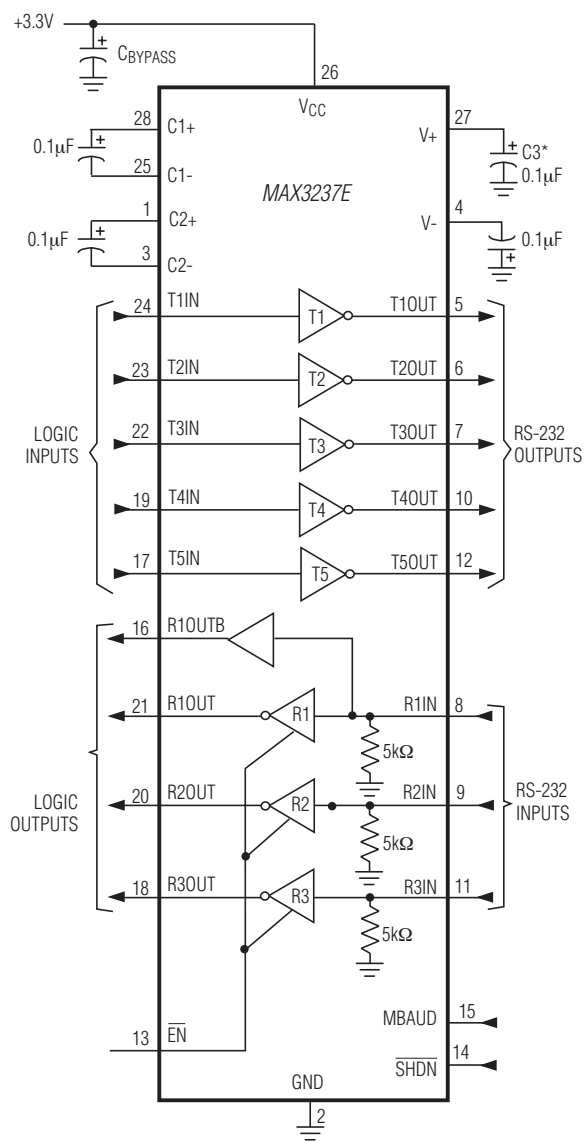 +3.3V
C_BYPASS
26
VCC
28 C1+
0.1μF
25 C1-
1 C2+
0.1μF
3 C2-
MAX3237E
V+ 27
C3*
0.1μF
V- 4
0.1μF
LOGIC
INPUTS
24 T1IN T1 T1OUT 5
23 T2IN T2 T2OUT 6
22 T3IN T3 T3OUT 7
19 T4IN T4 T4OUT 10
17 T5IN T5 T5OUT 12
RS-232
OUTPUTS
16 R1OUTB
21 R1OUT R1 R1IN 8
5kΩ
20 R2OUT R2 R2IN 9
5kΩ
18 R3OUT R3 R3IN 11
5kΩ
LOGIC
OUTPUTS
RS-232
INPUTS
MBAUD 15
13 E̅N̅
S̅H̅D̅N̅ 14
GND
2